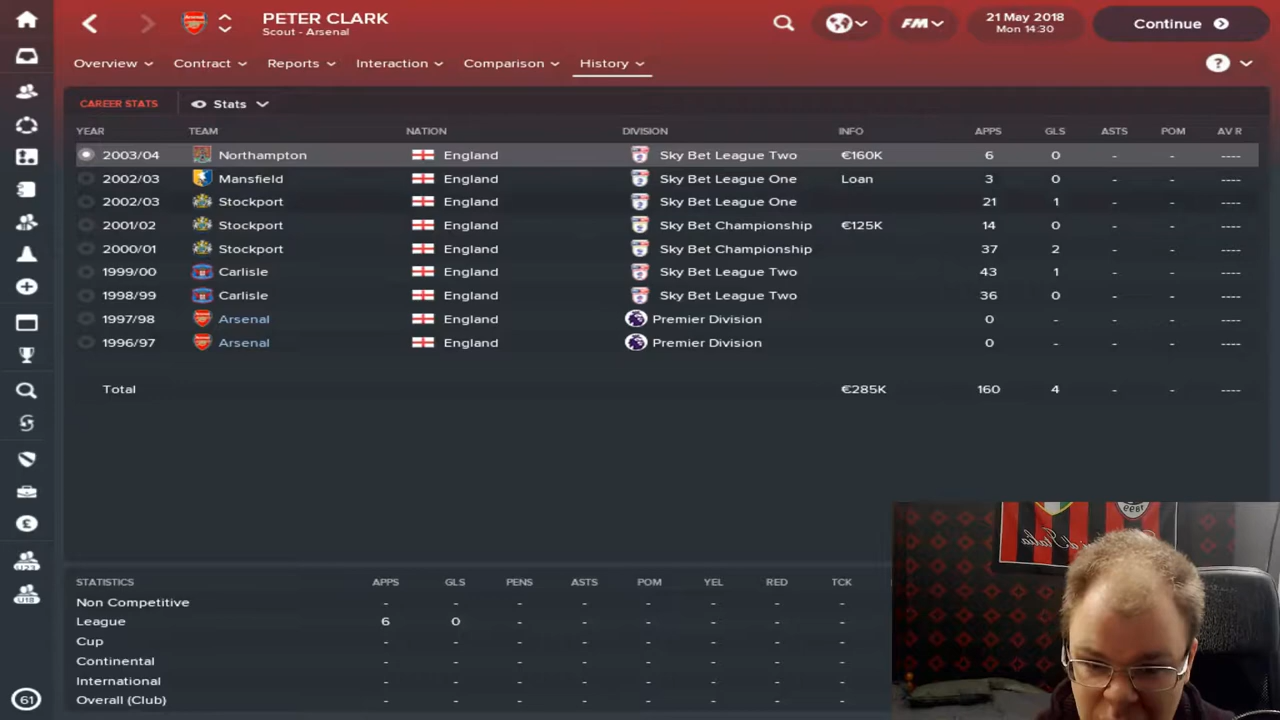 PETER CLARK
Scout - Arsenal
FM
21 May 2018
Mon 14:30
Continue
Overview
Contract
Reports
Interaction
Comparison
History
?
CAREER STATS
Stats
YEAR TEAM NATION DIVISION INFO APPS GLS ASTS POM AV R
2003/04 Northampton England Sky Bet League Two €160K 6 0 - - ----
2002/03 Mansfield England Sky Bet League One Loan 3 0 - - ----
2002/03 Stockport England Sky Bet League One 21 1 - - ----
2001/02 Stockport England Sky Bet Championship €125K 14 0 - - ----
2000/01 Stockport England Sky Bet Championship 37 2 - - ----
1999/00 Carlisle England Sky Bet League Two 43 1 - - ----
1998/99 Carlisle England Sky Bet League Two 36 0 - - ----
1997/98 Arsenal England Premier Division 0 - - - ----
1996/97 Arsenal England Premier Division 0 - - - ----
Total €285K 160 4 - - ----
STATISTICS APPS GLS PENS ASTS POM YEL RED TCK
Non Competitive - - - - - - - -
League 6 0 - - - - - -
Cup - - - - - - - -
Continental - - - - - - - -
International - - - - - - - -
Overall (Club) - - - - - - - -
U23
U18
61
1899